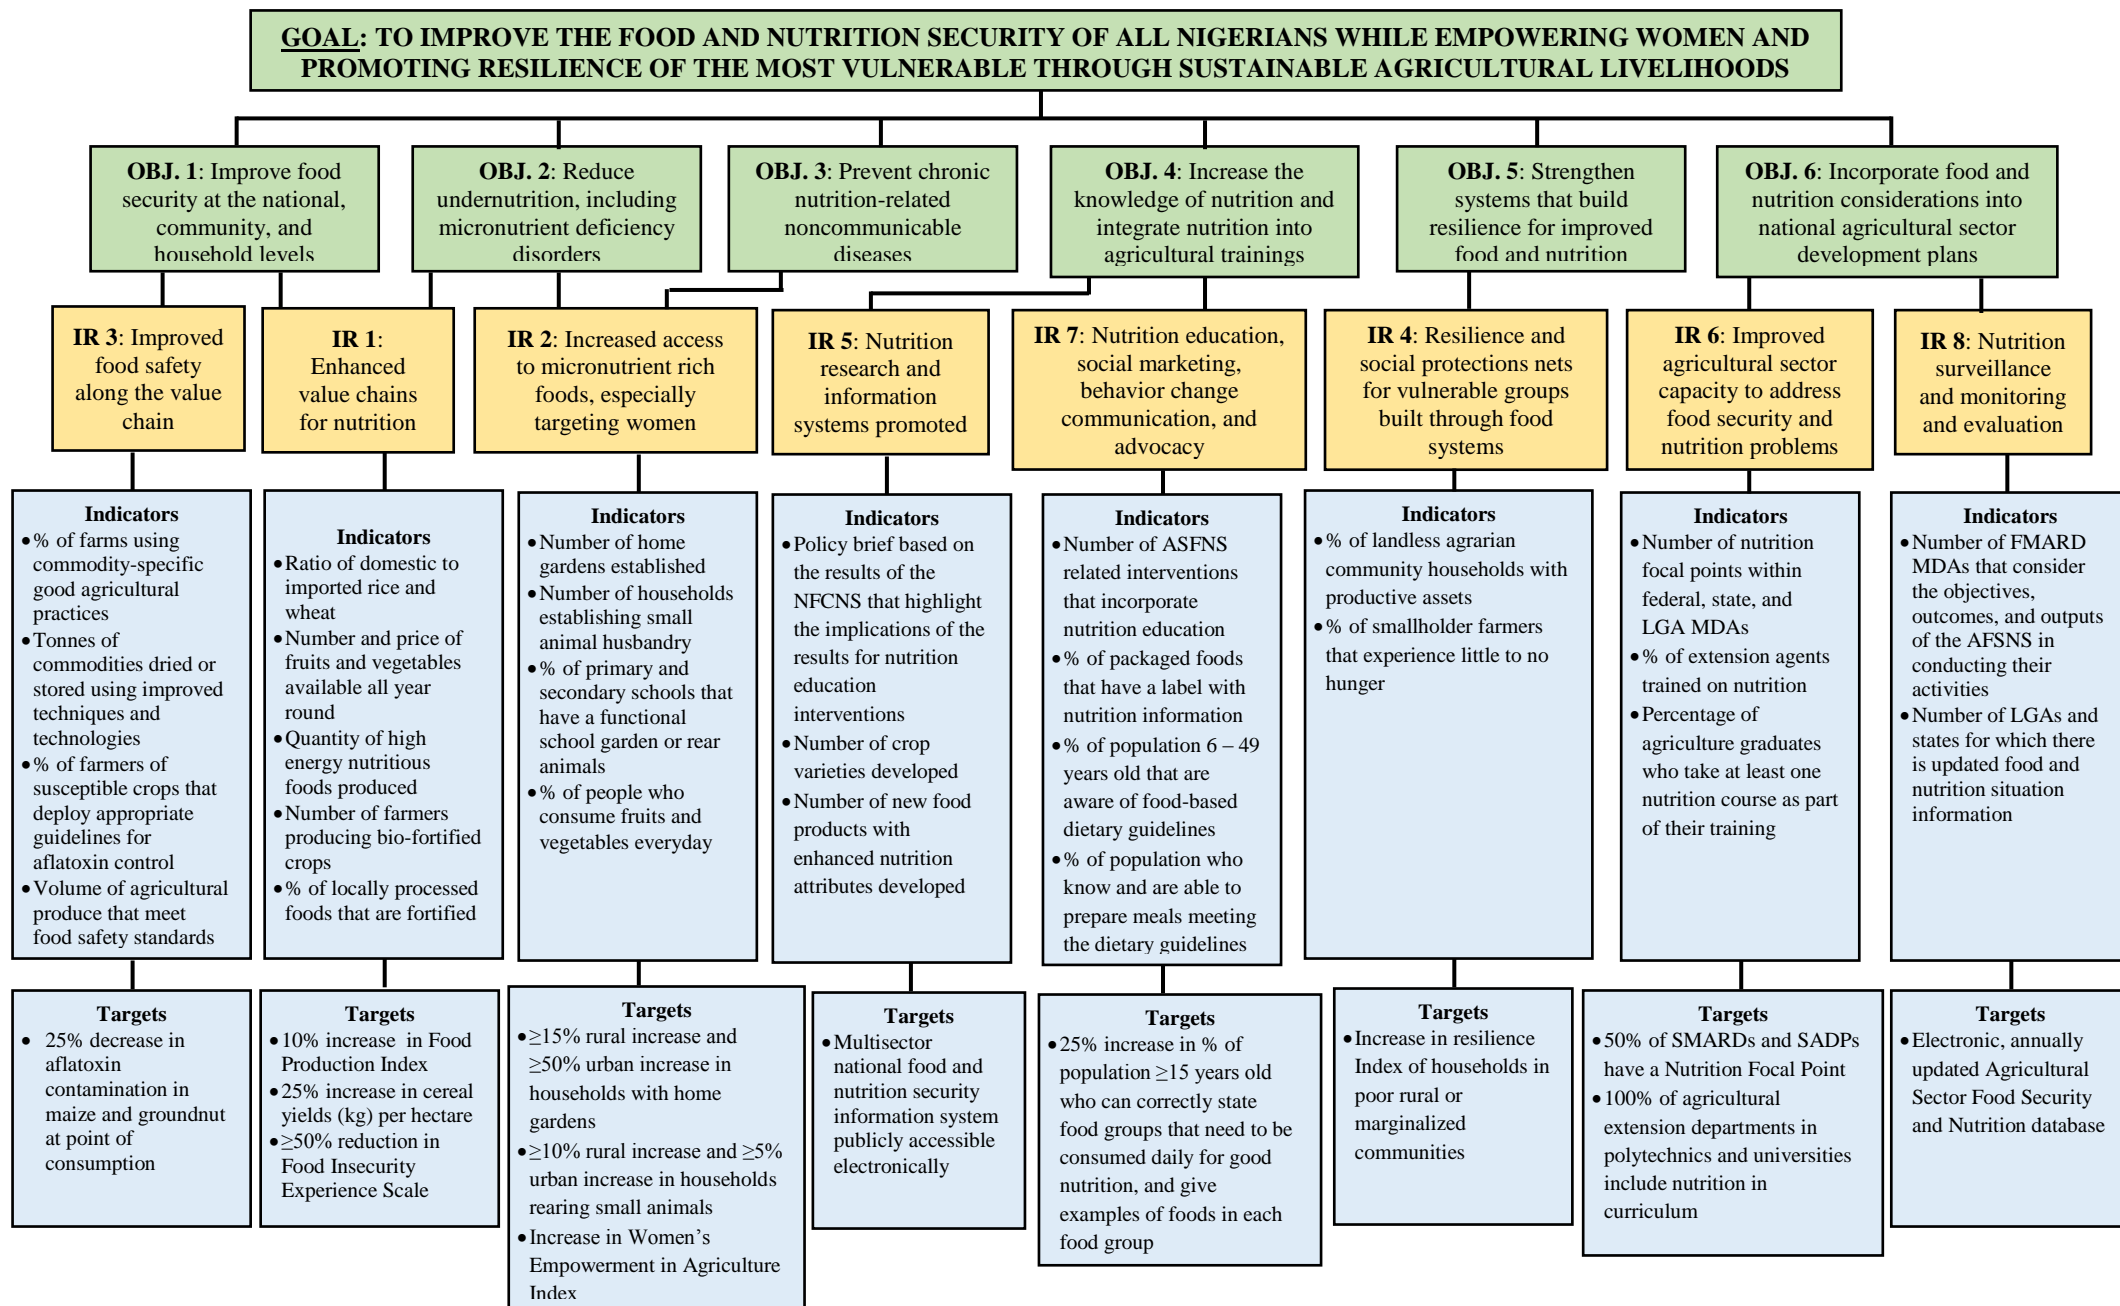 GOAL: TO IMPROVE THE FOOD AND NUTRITION SECURITY OF ALL NIGERIANS WHILE EMPOWERING WOMEN AND
PROMOTING RESILIENCE OF THE MOST VULNERABLE THROUGH SUSTAINABLE AGRICULTURAL LIVELIHOODS
OBJ. 1: Improve food
security at the national,
community, and
household levels
OBJ. 2: Reduce
undernutrition, including
micronutrient deficiency
disorders
OBJ. 3: Prevent chronic
nutrition-related
noncommunicable
diseases
OBJ. 4: Increase the
knowledge of nutrition and
integrate nutrition into
agricultural trainings
OBJ. 5: Strengthen
systems that build
resilience for improved
food and nutrition
OBJ. 6: Incorporate food and
nutrition considerations into
national agricultural sector
development plans
IR 3: Improved
food safety
along the value
chain
IR 1:
Enhanced
value chains
for nutrition
IR 2: Increased access
to micronutrient rich
foods, especially
targeting women
IR 5: Nutrition
research and
information
systems promoted
IR 7: Nutrition education,
social marketing,
behavior change
communication, and
advocacy
IR 4: Resilience and
social protections nets
for vulnerable groups
built through food
systems
IR 6: Improved
agricultural sector
capacity to address
food security and
nutrition problems
IR 8: Nutrition
surveillance
and monitoring
and evaluation
Indicators
•% of farms using
commodity-specific
good agricultural
practices
•Tonnes of
commodities dried or
stored using improved
techniques and
technologies
•% of farmers of
susceptible crops that
deploy appropriate
guidelines for
aflatoxin control
•Volume of agricultural
produce that meet
food safety standards
Indicators
•Ratio of domestic to
imported rice and
wheat
•Number and price of
fruits and vegetables
available all year
round
•Quantity of high
energy nutritious
foods produced
•Number of farmers
producing bio-fortified
crops
•% of locally processed
foods that are fortified
Indicators
•Number of home
gardens established
•Number of households
establishing small
animal husbandry
•% of primary and
secondary schools that
have a functional
school garden or rear
animals
•% of people who
consume fruits and
vegetables everyday
Indicators
•Policy brief based on
the results of the
NFCNS that highlight
the implications of the
results for nutrition
education
interventions
•Number of crop
varieties developed
•Number of new food
products with
enhanced nutrition
attributes developed
Indicators
•Number of ASFNS
related interventions
that incorporate
nutrition education
•% of packaged foods
that have a label with
nutrition information
•% of population 6 – 49
years old that are
aware of food-based
dietary guidelines
•% of population who
know and are able to
prepare meals meeting
the dietary guidelines
Indicators
•% of landless agrarian
community households with
productive assets
•% of smallholder farmers
that experience little to no
hunger
Indicators
•Number of nutrition
focal points within
federal, state, and
LGA MDAs
•% of extension agents
trained on nutrition
•Percentage of
agriculture graduates
who take at least one
nutrition course as part
of their training
Indicators
•Number of FMARD
MDAs that consider
the objectives,
outcomes, and outputs
of the AFSNS in
conducting their
activities
•Number of LGAs and
states for which there
is updated food and
nutrition situation
information
Targets
• 25% decrease in
aflatoxin
contamination in
maize and groundnut
at point of
consumption
Targets
•10% increase in Food
Production Index
•25% increase in cereal
yields (kg) per hectare
•≥50% reduction in
Food Insecurity
Experience Scale
Targets
•≥15% rural increase and
≥50% urban increase in
households with home
gardens
•≥10% rural increase and ≥5%
urban increase in households
rearing small animals
•Increase in Women’s
Empowerment in Agriculture
Index
Targets
•Multisector
national food and
nutrition security
information system
publicly accessible
electronically
Targets
•25% increase in % of
population ≥15 years old
who can correctly state
food groups that need to be
consumed daily for good
nutrition, and give
examples of foods in each
food group
Targets
•Increase in resilience
Index of households in
poor rural or
marginalized
communities
Targets
•50% of SMARDs and SADPs
have a Nutrition Focal Point
•100% of agricultural
extension departments in
polytechnics and universities
include nutrition in
curriculum
Targets
•Electronic, annually
updated Agricultural
Sector Food Security
and Nutrition database